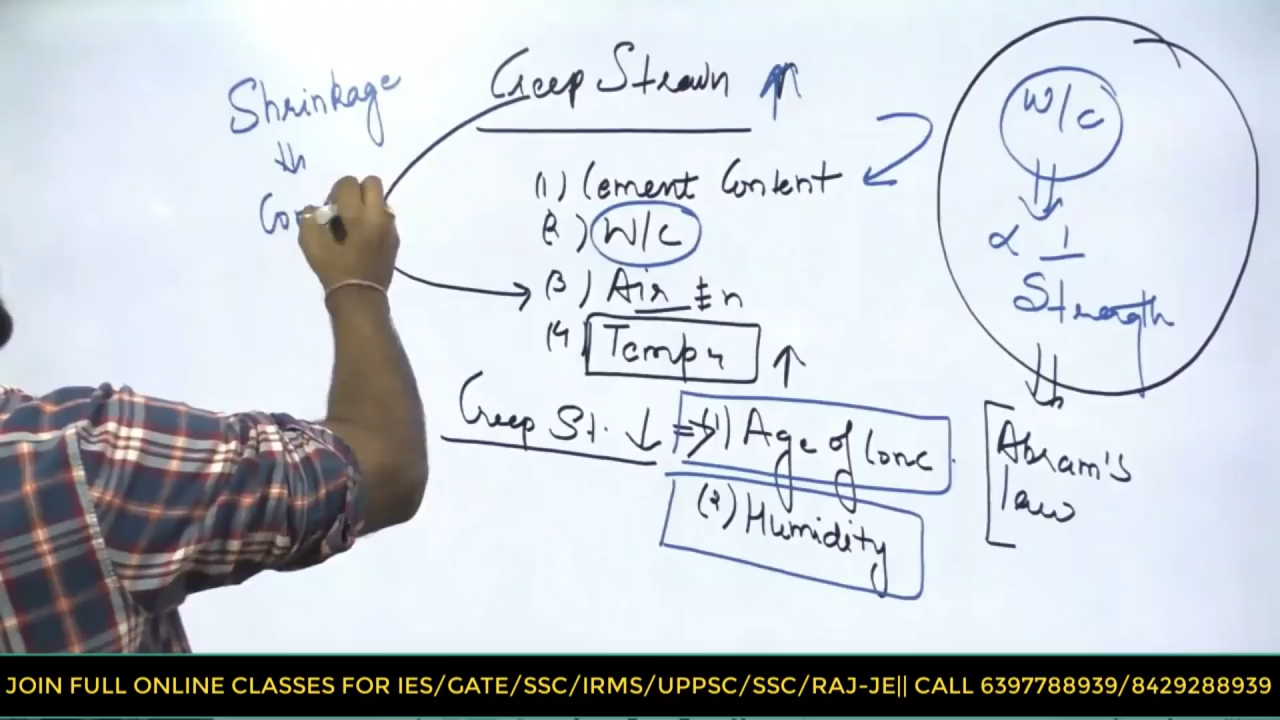 Shrinkage
Co
Creep Strain ↑
(1) Cement Content
(2) W/C
(3) Air
(4) Temp
Creep St. ↓ => (1) Age of Conc.
(2) Humidity
W/C
∝ 1
Strength
Abram's
law
JOIN FULL ONLINE CLASSES FOR IES/GATE/SSC/IRMS/UPPSC/SSC/RAJ-JE|| CALL 6397788939/8429288939